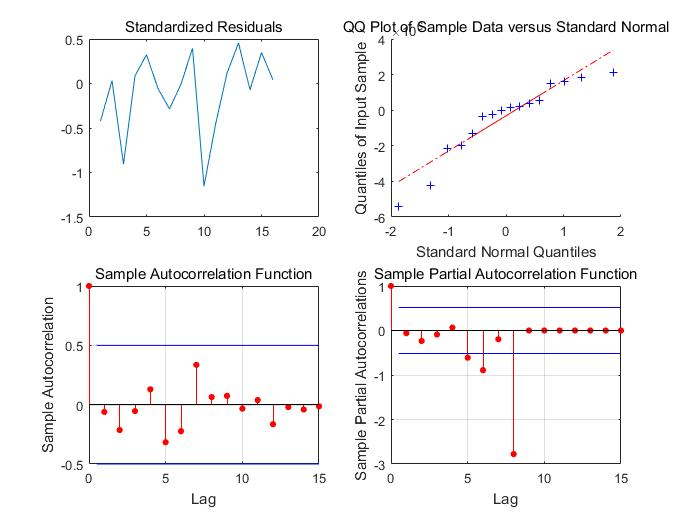 Standardized Residuals
0.5
0
-0.5
-1
-1.5
0 5 10 15 20
QQ Plot of Sample Data versus Standard Normal
4
2
0
-2
-4
-6
Quantiles of Input Sample
-2 -1 0 1 2
Standard Normal Quantiles
Sample Autocorrelation Function
1
0.5
0
-0.5
Sample Autocorrelation
0 5 10 15
Lag
Sample Partial Autocorrelation Function
1
0
-1
-2
-3
Sample Partial Autocorrelations
0 5 10 15
Lag